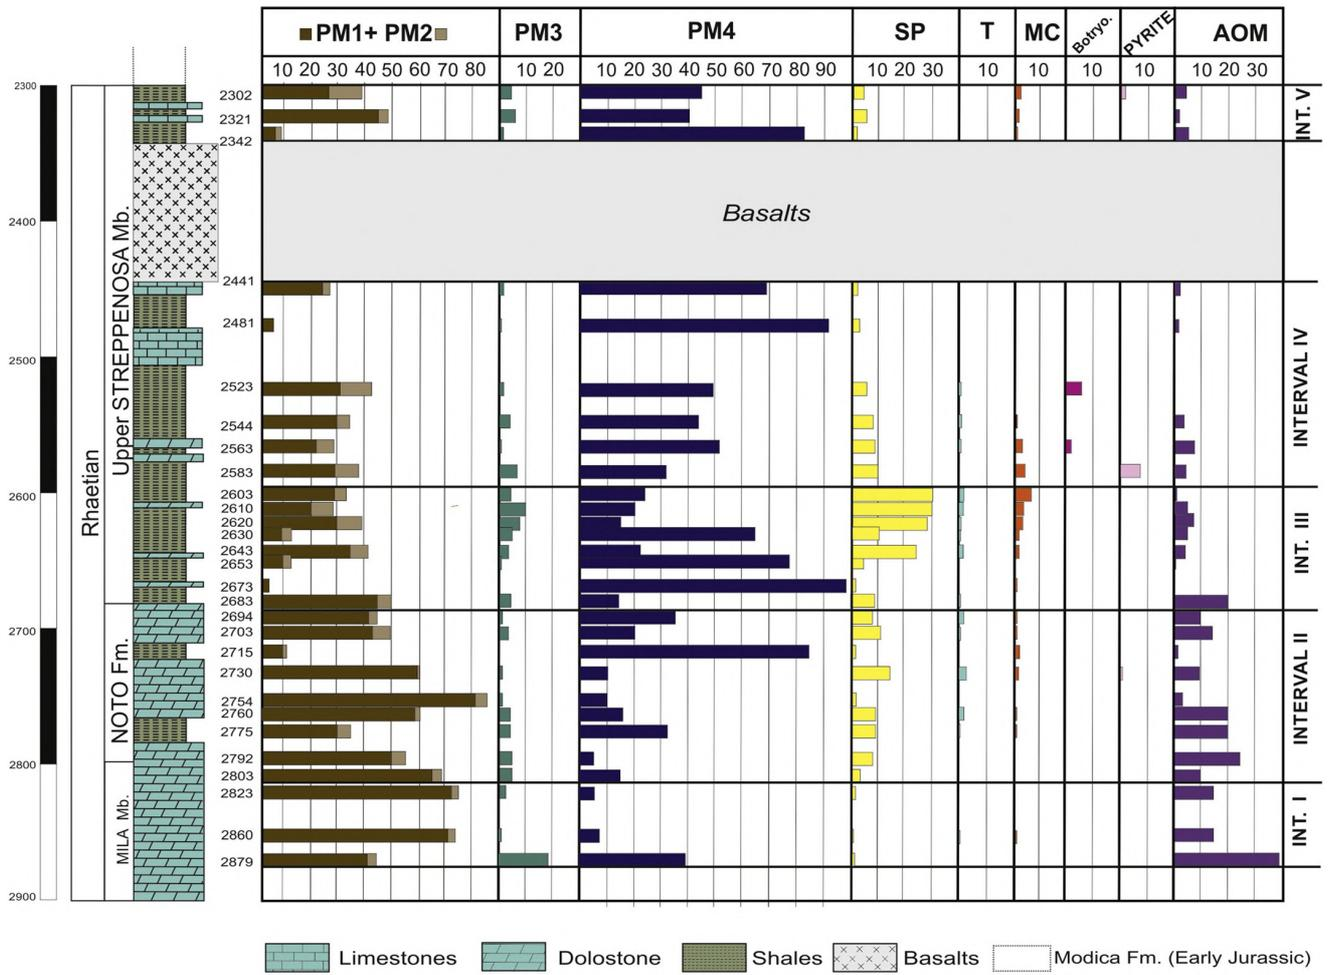 PM1+ PM2 PM3 PM4 SP T MC Botryo. PYRITE AOM
10 20 30 40 50 60 70 80 10 20 10 20 30 40 50 60 70 80 90 10 20 30 10 10 10 10 10 20 30
2300
2400
2500
2600
2700
2800
2900
Rhaetian
Upper STREPPENOSA Mb.
NOTO Fm.
MILA Mb.
2302
2321
2342
Basalts
2441
2481
2523
2544
2563
2583
2603
2610
2620
2630
2643
2653
2673
2683
2694
2703
2715
2730
2754
2760
2775
2792
2803
2823
2860
2879
INT. V
INTERVAL IV
INT. III
INTERVAL II
INT. I
Limestones Dolostone Shales Basalts Modica Fm. (Early Jurassic)